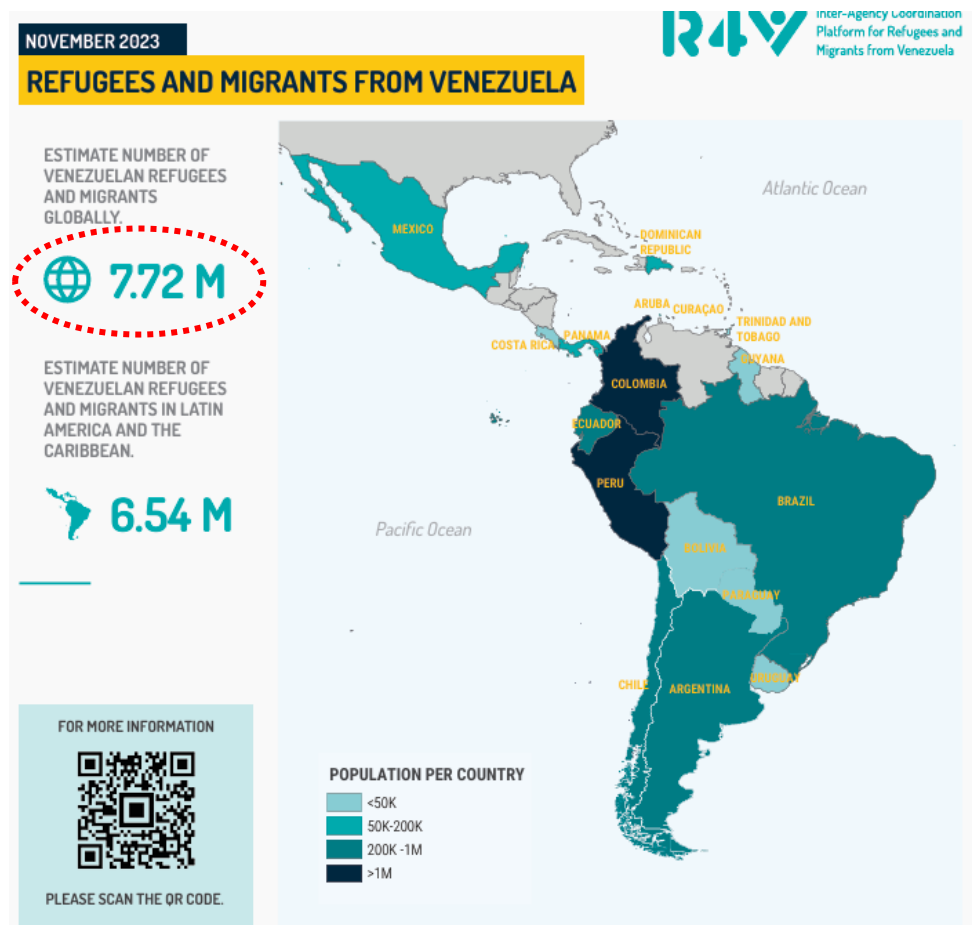 NOVEMBER 2023
REFUGEES AND MIGRANTS FROM VENEZUELA
R4V
Inter-Agency Coordination
Platform for Refugees and
Migrants from Venezuela
ESTIMATE NUMBER OF
VENEZUELAN REFUGEES
AND MIGRANTS
GLOBALLY.
7.72 M
ESTIMATE NUMBER OF
VENEZUELAN REFUGEES
AND MIGRANTS IN LATIN
AMERICA AND THE
CARIBBEAN.
6.54 M
FOR MORE INFORMATION
PLEASE SCAN THE QR CODE.
Atlantic Ocean
MEXICO
DOMINICAN
REPUBLIC
ARUBA
CURAÇAO
TRINIDAD AND
TOBAGO
COSTA RICA
PANAMA
GUYANA
COLOMBIA
ECUADOR
PERU
BRAZIL
Pacific Ocean
BOLIVIA
PARAGUAY
CHILE
ARGENTINA
URUGUAY
POPULATION PER COUNTRY
<50K
50K-200K
200K -1M
>1M